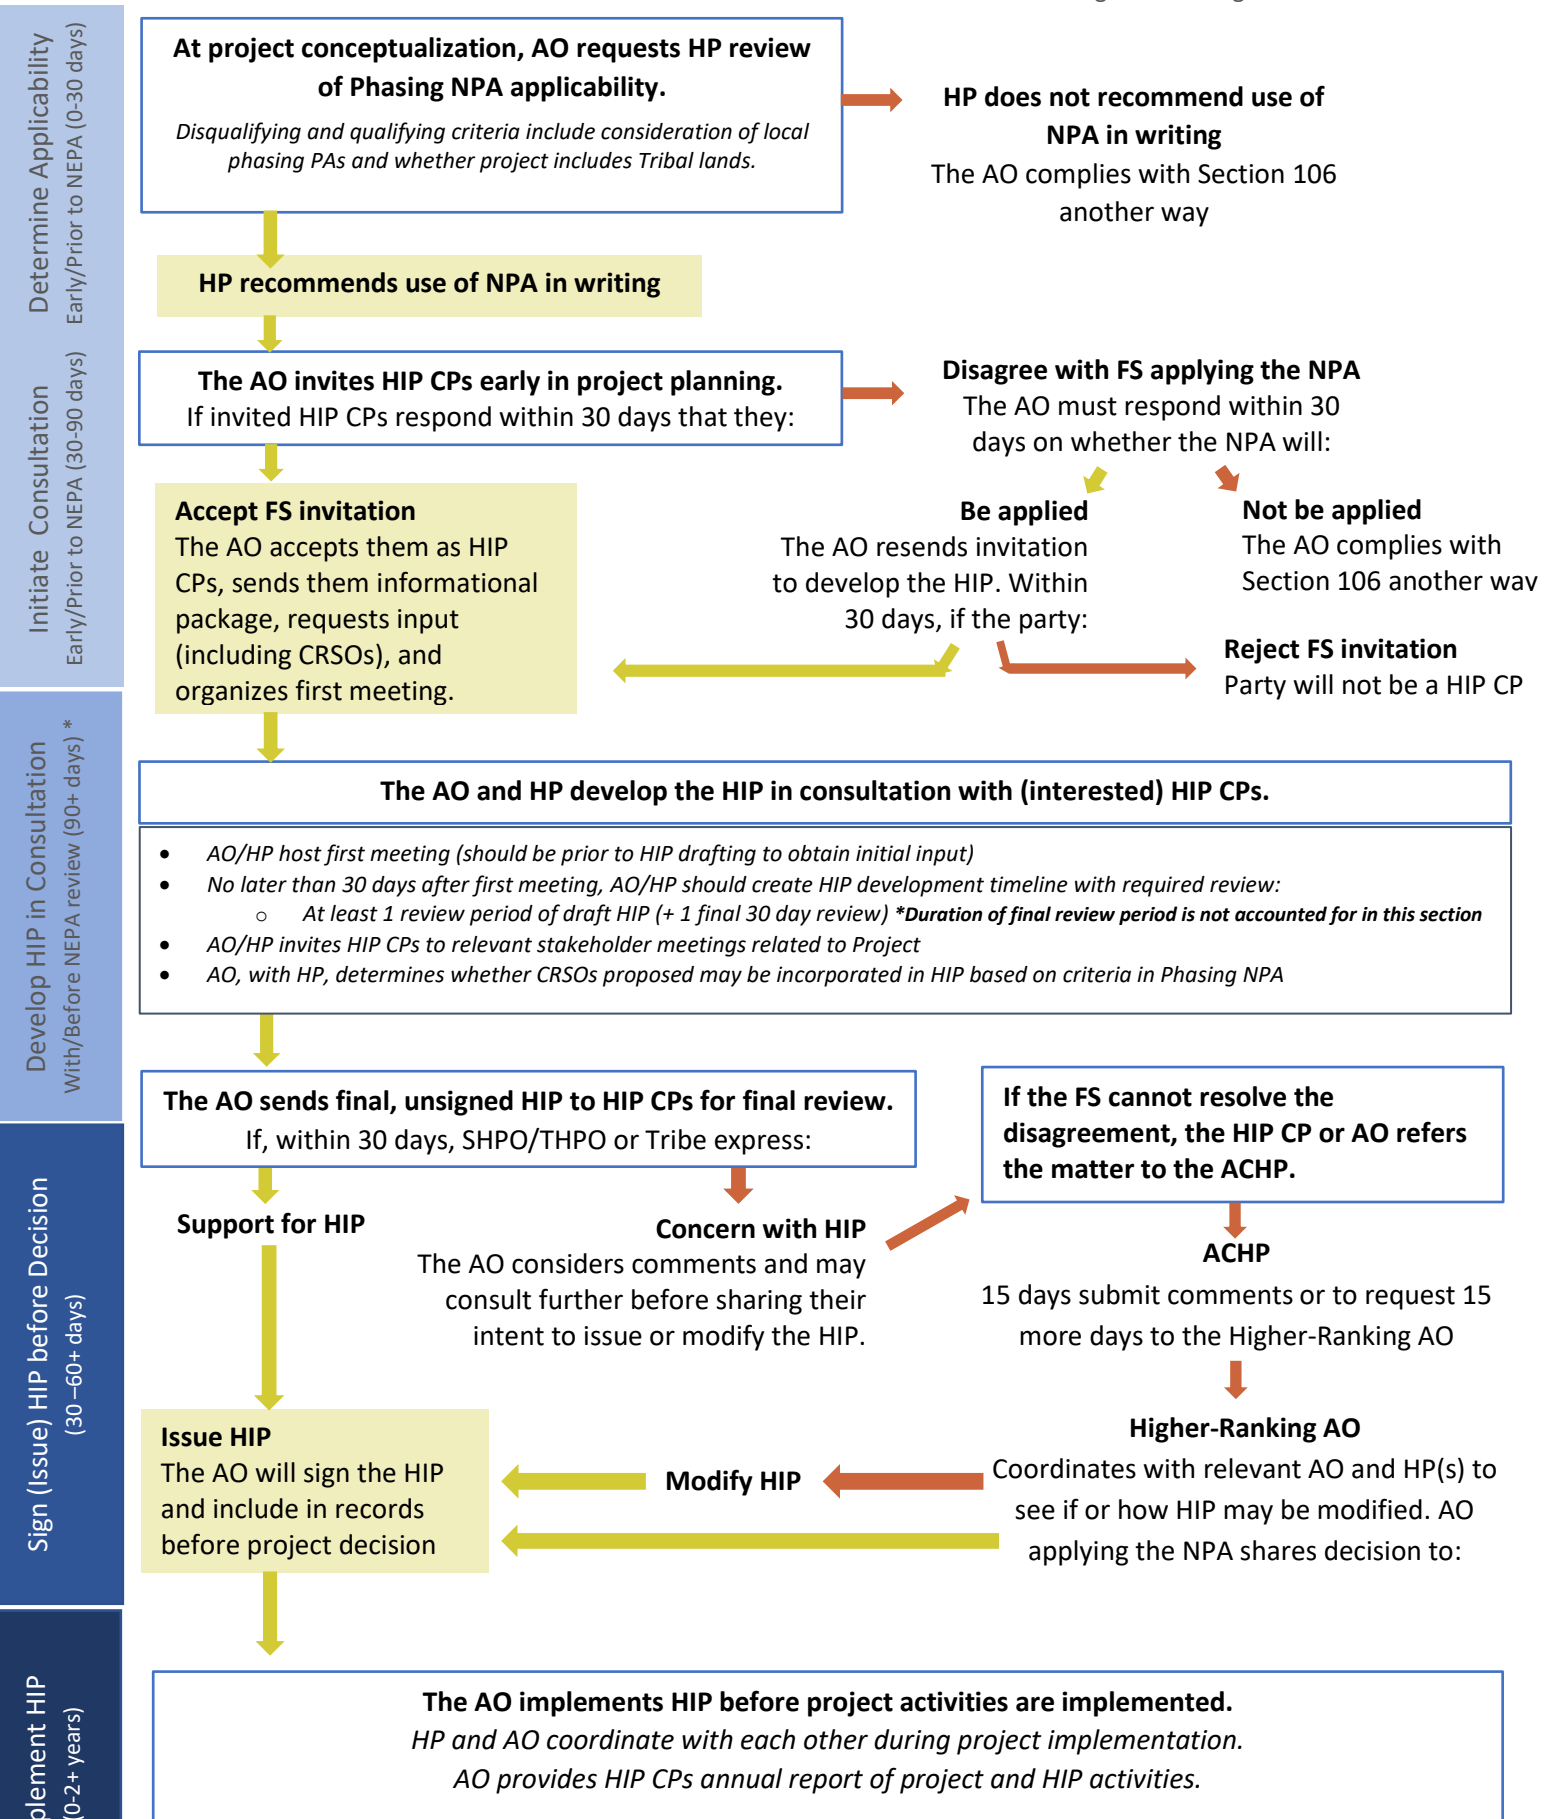 Determine Applicability
Early/Prior to NEPA (0-30 days)
At project conceptualization, AO requests HP review
of Phasing NPA applicability.
Disqualifying and qualifying criteria include consideration of local
phasing PAs and whether project includes Tribal lands.
HP does not recommend use of
NPA in writing
The AO complies with Section 106
another way
HP recommends use of NPA in writing
Initiate Consultation
Early/Prior to NEPA (30-90 days)
The AO invites HIP CPs early in project planning.
If invited HIP CPs respond within 30 days that they:
Disagree with FS applying the NPA
The AO must respond within 30
days on whether the NPA will:
Accept FS invitation
The AO accepts them as HIP
CPs, sends them informational
package, requests input
(including CRSOs), and
organizes first meeting.
Be applied
The AO resends invitation
to develop the HIP. Within
30 days, if the party:
Not be applied
The AO complies with
Section 106 another way
Reject FS invitation
Party will not be a HIP CP
Develop HIP in Consultation
With/Before NEPA review (90+ days) *
The AO and HP develop the HIP in consultation with (interested) HIP CPs.
• AO/HP host first meeting (should be prior to HIP drafting to obtain initial input)
• No later than 30 days after first meeting, AO/HP should create HIP development timeline with required review:
o At least 1 review period of draft HIP (+ 1 final 30 day review) *Duration of final review period is not accounted for in this section
• AO/HP invites HIP CPs to relevant stakeholder meetings related to Project
• AO, with HP, determines whether CRSOs proposed may be incorporated in HIP based on criteria in Phasing NPA
Sign (Issue) HIP before Decision
(30 –60+ days)
The AO sends final, unsigned HIP to HIP CPs for final review.
If, within 30 days, SHPO/THPO or Tribe express:
If the FS cannot resolve the
disagreement, the HIP CP or AO refers
the matter to the ACHP.
Support for HIP
Concern with HIP
The AO considers comments and may
consult further before sharing their
intent to issue or modify the HIP.
ACHP
15 days submit comments or to request 15
more days to the Higher-Ranking AO
Issue HIP
The AO will sign the HIP
and include in records
before project decision
Modify HIP
Higher-Ranking AO
Coordinates with relevant AO and HP(s) to
see if or how HIP may be modified. AO
applying the NPA shares decision to:
plement HIP
(0-2+ years)
The AO implements HIP before project activities are implemented.
HP and AO coordinate with each other during project implementation.
AO provides HIP CPs annual report of project and HIP activities.